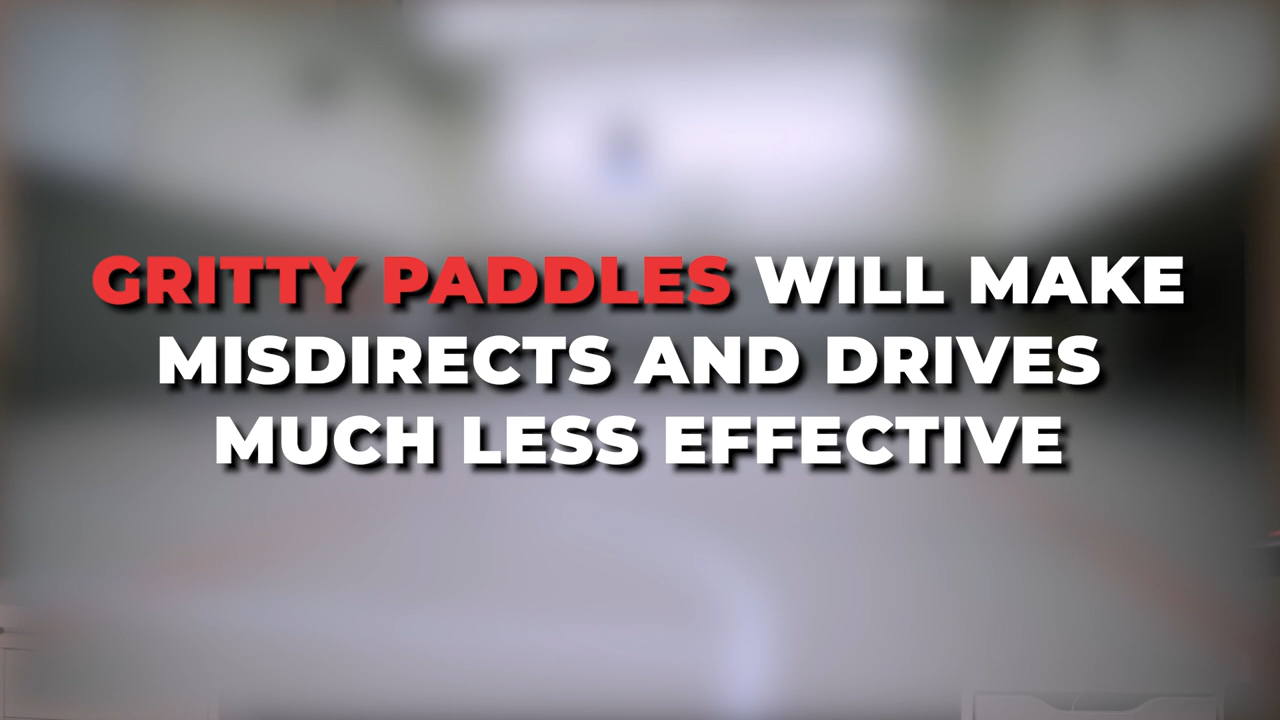 GRITTY PADDLES WILL MAKE
MISDIRECTS AND DRIVES
MUCH LESS EFFECTIVE